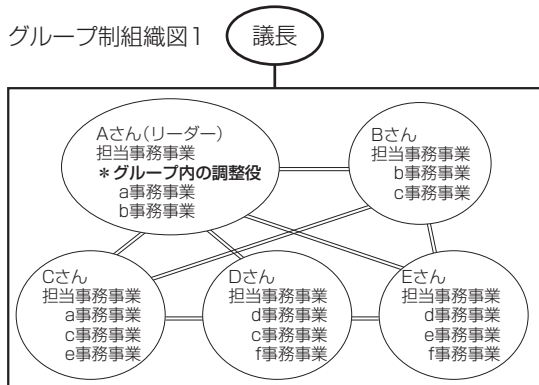 グループ制組織図1
議長
Aさん(リーダー)
担当事務事業
*グループ内の調整役
a事務事業
b事務事業
Bさん
担当事務事業
b事務事業
c事務事業
Cさん
担当事務事業
a事務事業
c事務事業
e事務事業
Dさん
担当事務事業
d事務事業
c事務事業
f事務事業
Eさん
担当事務事業
d事務事業
e事務事業
f事務事業